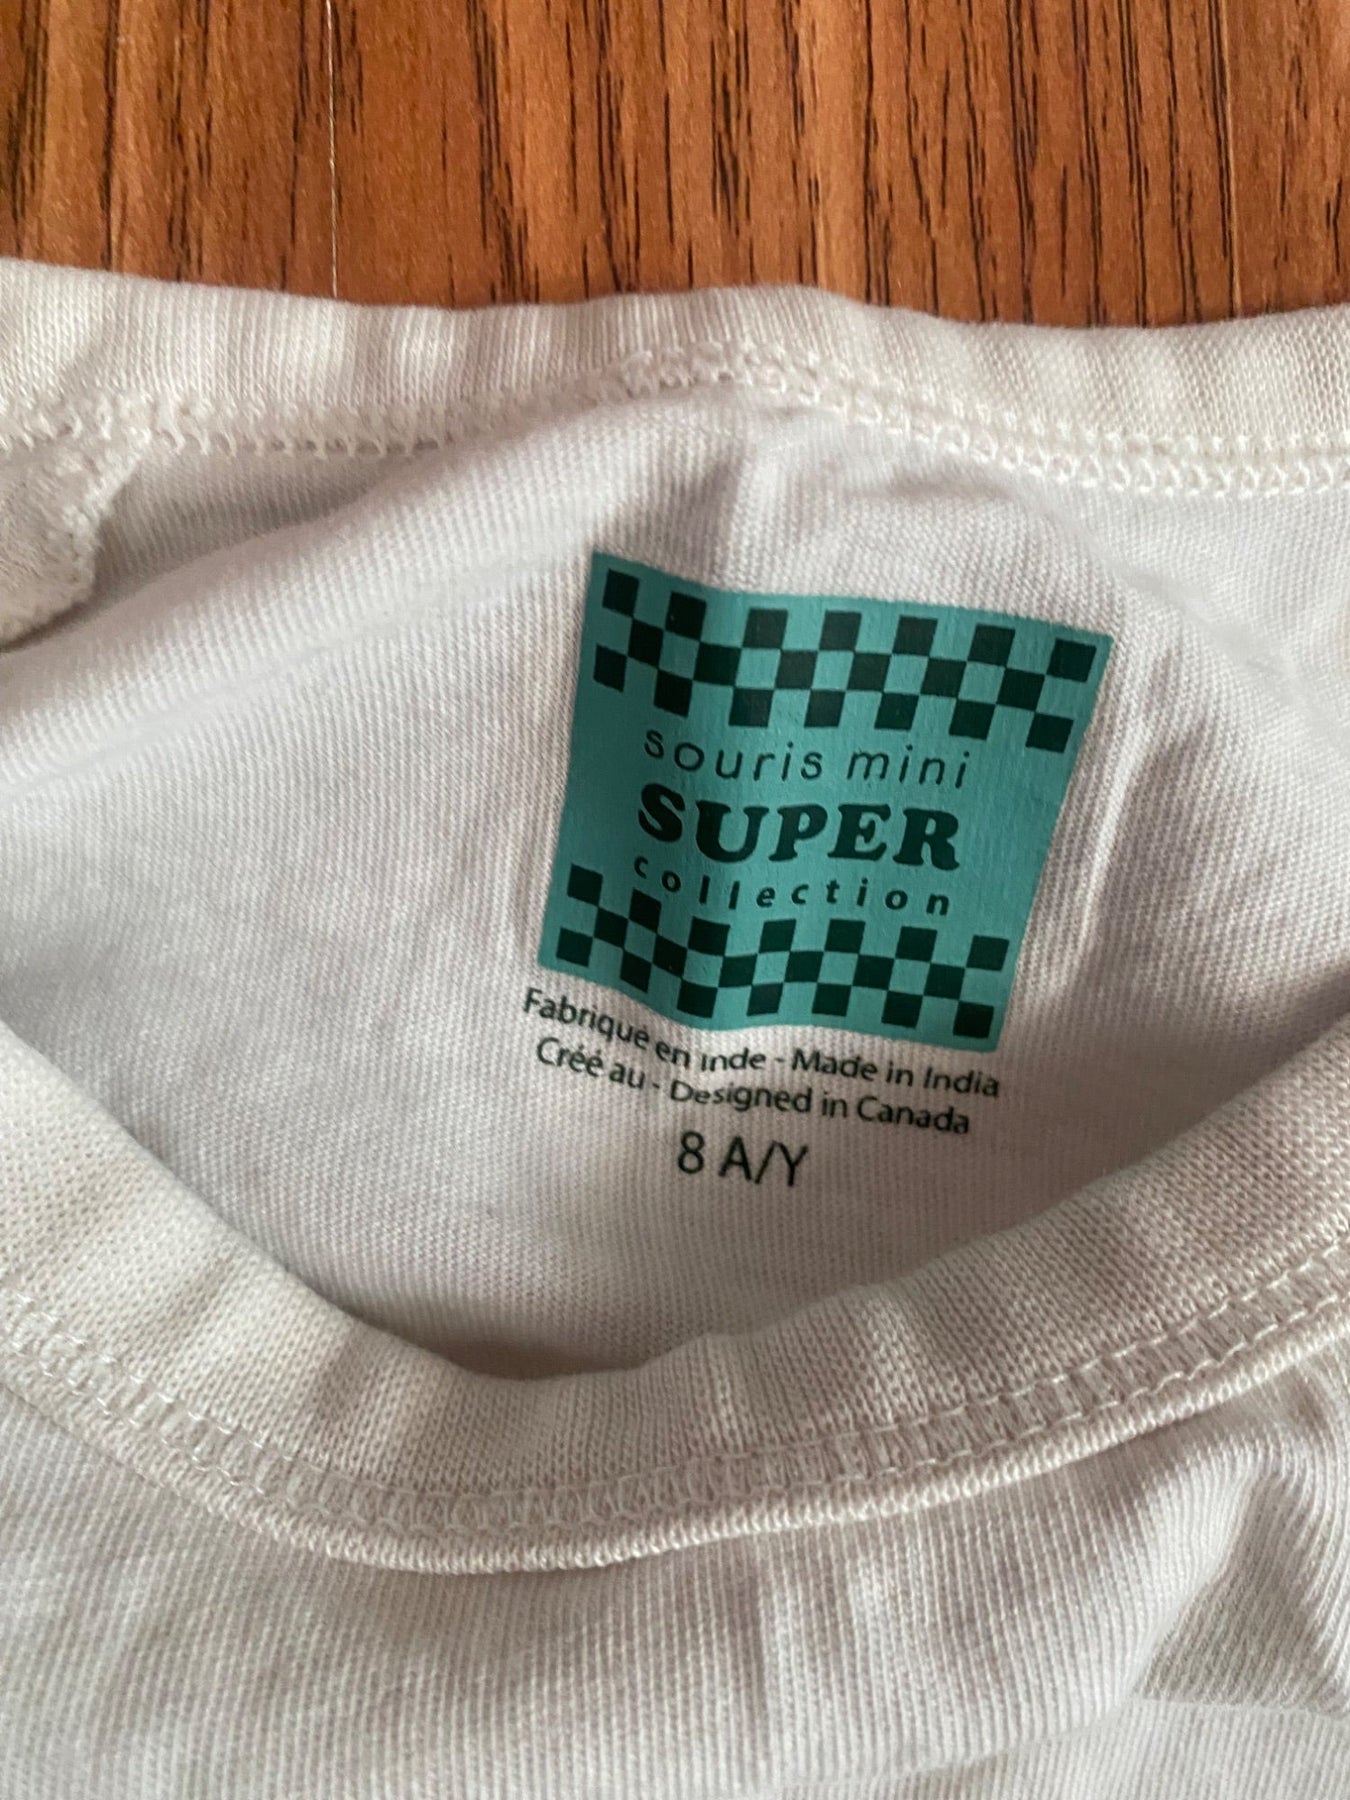 souris mini
SUPER
collection
Fabriqué en Inde - Made in India
Créé au - Designed in Canada
8 A/Y